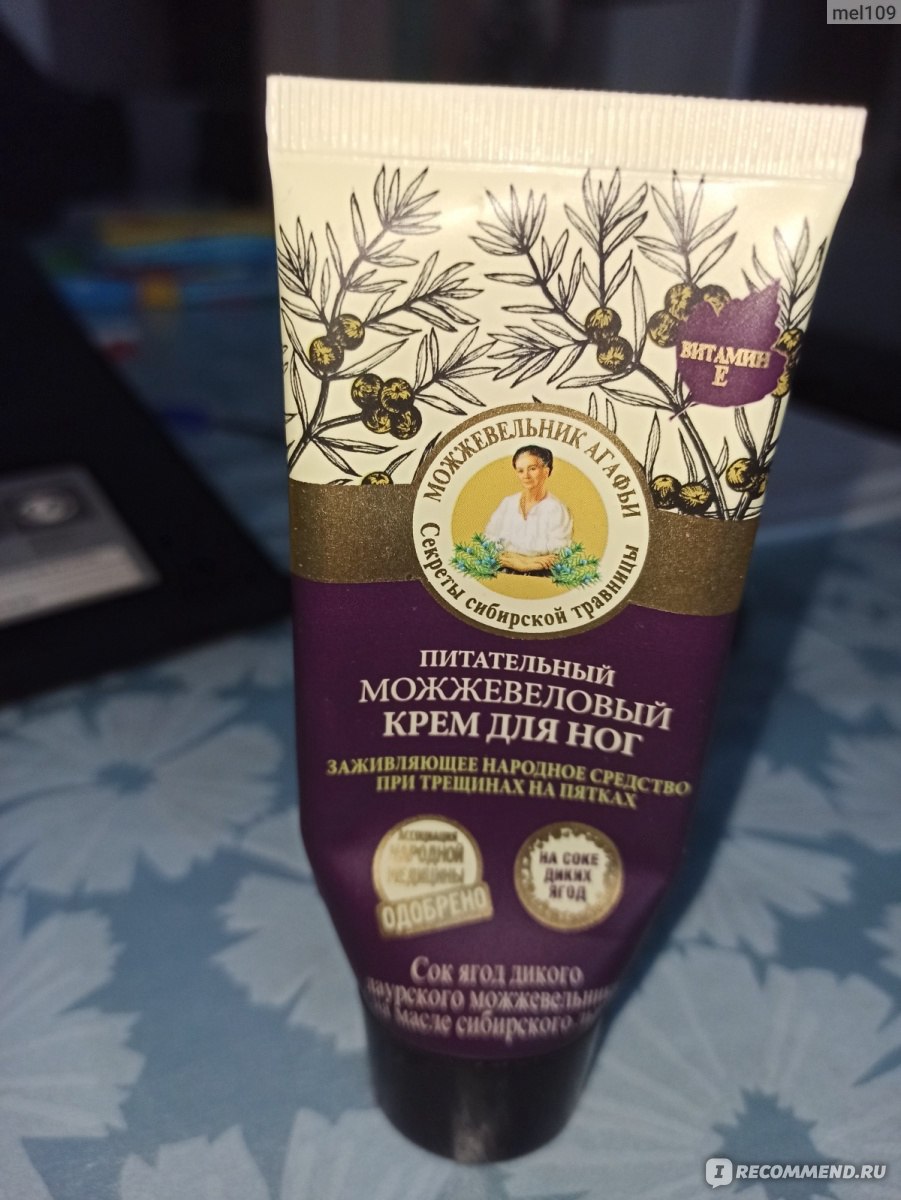 mel109
ВИТАМИН
Е
МОЖЖЕВЕЛЬНИК АГАФЬИ
Секреты сибирской травницы
ПИТАТЕЛЬНЫЙ
МОЖЖЕВЕЛОВЫЙ
КРЕМ ДЛЯ НОГ
ЗАЖИВЛЯЮЩЕЕ НАРОДНОЕ СРЕДСТВО
ПРИ ТРЕЩИНАХ НА ПЯТКАХ
АССОЦИАЦИЯ
НАРОДНОЙ
МЕДИЦИНЫ
ОДОБРЕНО
НА СОКЕ
ДИКИХ
ЯГОД
Сок ягод дикого
даурского
масле сибирского
I RECOMMEND.RU